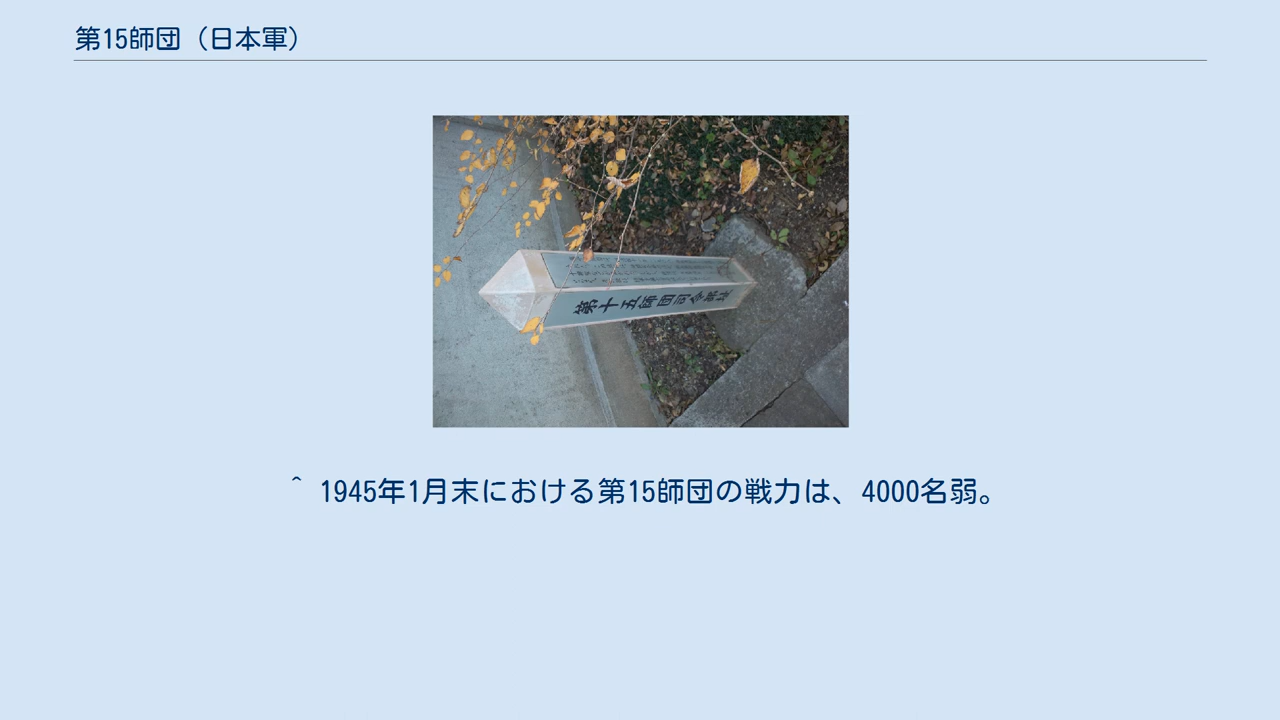 第15師団（日本軍）
第十五師団司令部址
＾ 1945年1月末における第15師団の戦力は、4000名弱。